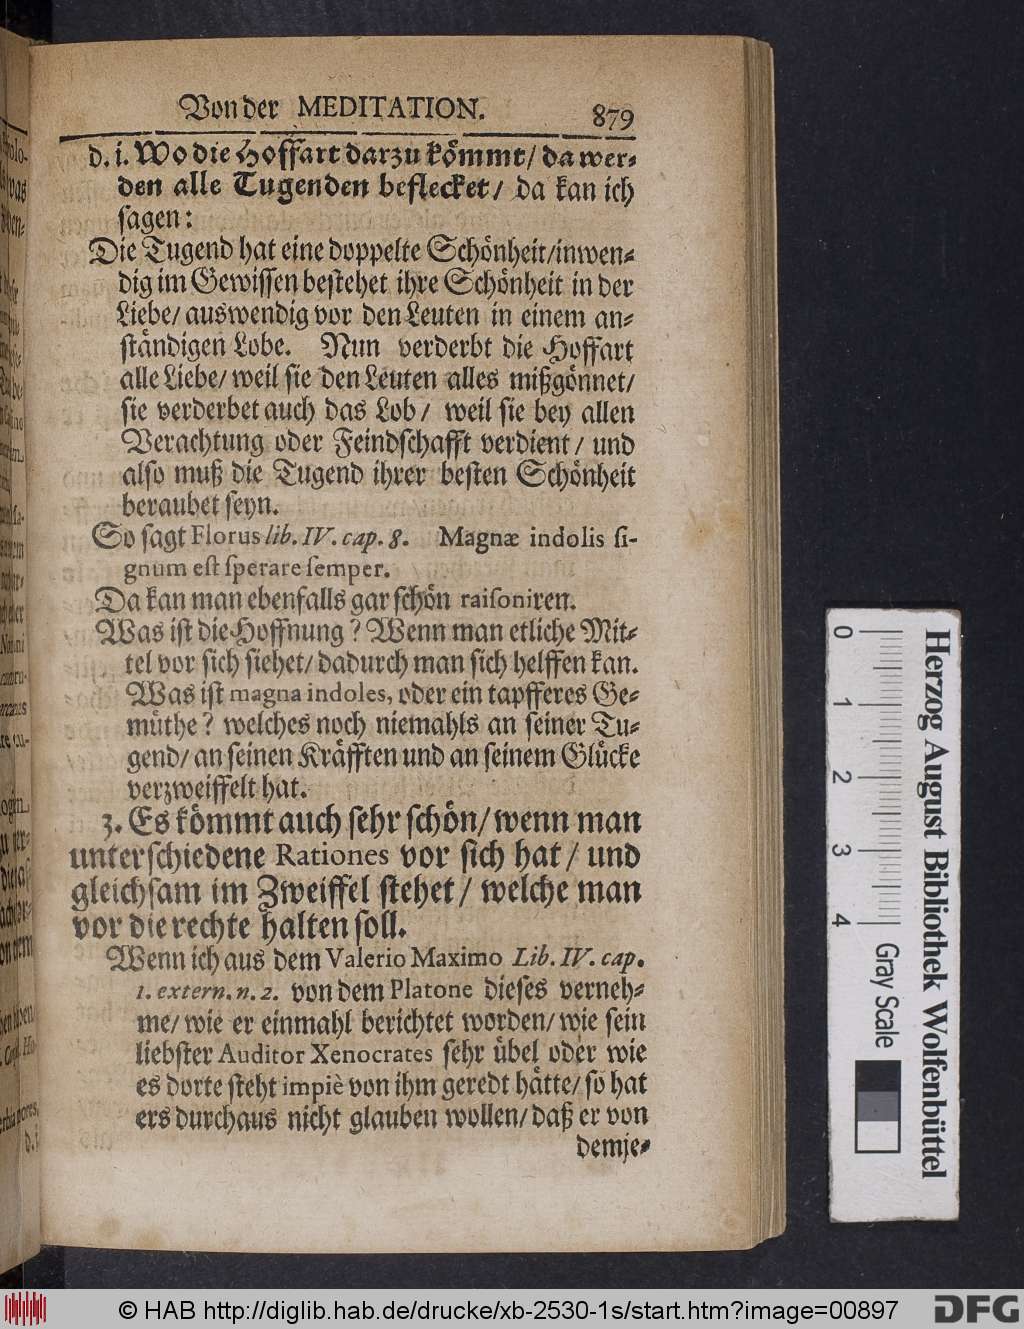 Von der MEDITATION. 879
d. i. Wo die Hoffart darzu kömmt/ da wer-
den alle Tugenden beflecket/ da kan ich
sagen:
Die Tugend hat eine doppelte Schönheit/inwen-
dig im Gewissen bestehet ihre Schönheit in der
Liebe/ auswendig vor den Leuten in einem an-
ständigen Lobe. Nun verderbt die Hoffart
alle Liebe/ weil sie den Leuten alles mißgönnet/
sie verderbet auch das Lob/ weil sie bey allen
Verachtung oder Feindschafft verdient/ und
also muß die Tugend ihrer besten Schönheit
beraubet seyn.
So sagt Florus lib. IV. cap. 8. Magnæ indolis si-
gnum est sperare semper.
Da kan man ebenfalls gar schön raisoniren.
Was ist die Hoffnung? Wenn man etliche Mit-
tel vor sich siehet/ dadurch man sich helffen kan.
Was ist magna indoles, oder ein tapfferes Ge-
müthe? welches noch niemahls an seiner Tu-
gend/ an seinen Kräfften und an seinem Glücke
verzweiffelt hat.
3. Es kömmt auch sehr schön/ wenn man
unterschiedene Rationes vor sich hat/ und
gleichsam im Zweiffel stehet/ welche man
vor die rechte halten soll.
Wenn ich aus dem Valerio Maximo Lib. IV. cap.
1. extern. n. 2. von dem Platone dieses verneh-
me/ wie er einmahl berichtet worden/ wie sein
liebster Auditor Xenocrates sehr übel oder wie
es dorte steht impiè von ihm geredt hätte/ so hat
ers durchaus nicht glauben wollen/ daß er von
demje-
0 1 2 3 4
Herzog August Bibliothek Wolfenbüttel
Gray Scale
© HAB http://diglib.hab.de/drucke/xb-2530-1s/start.htm?image=00897
DFG